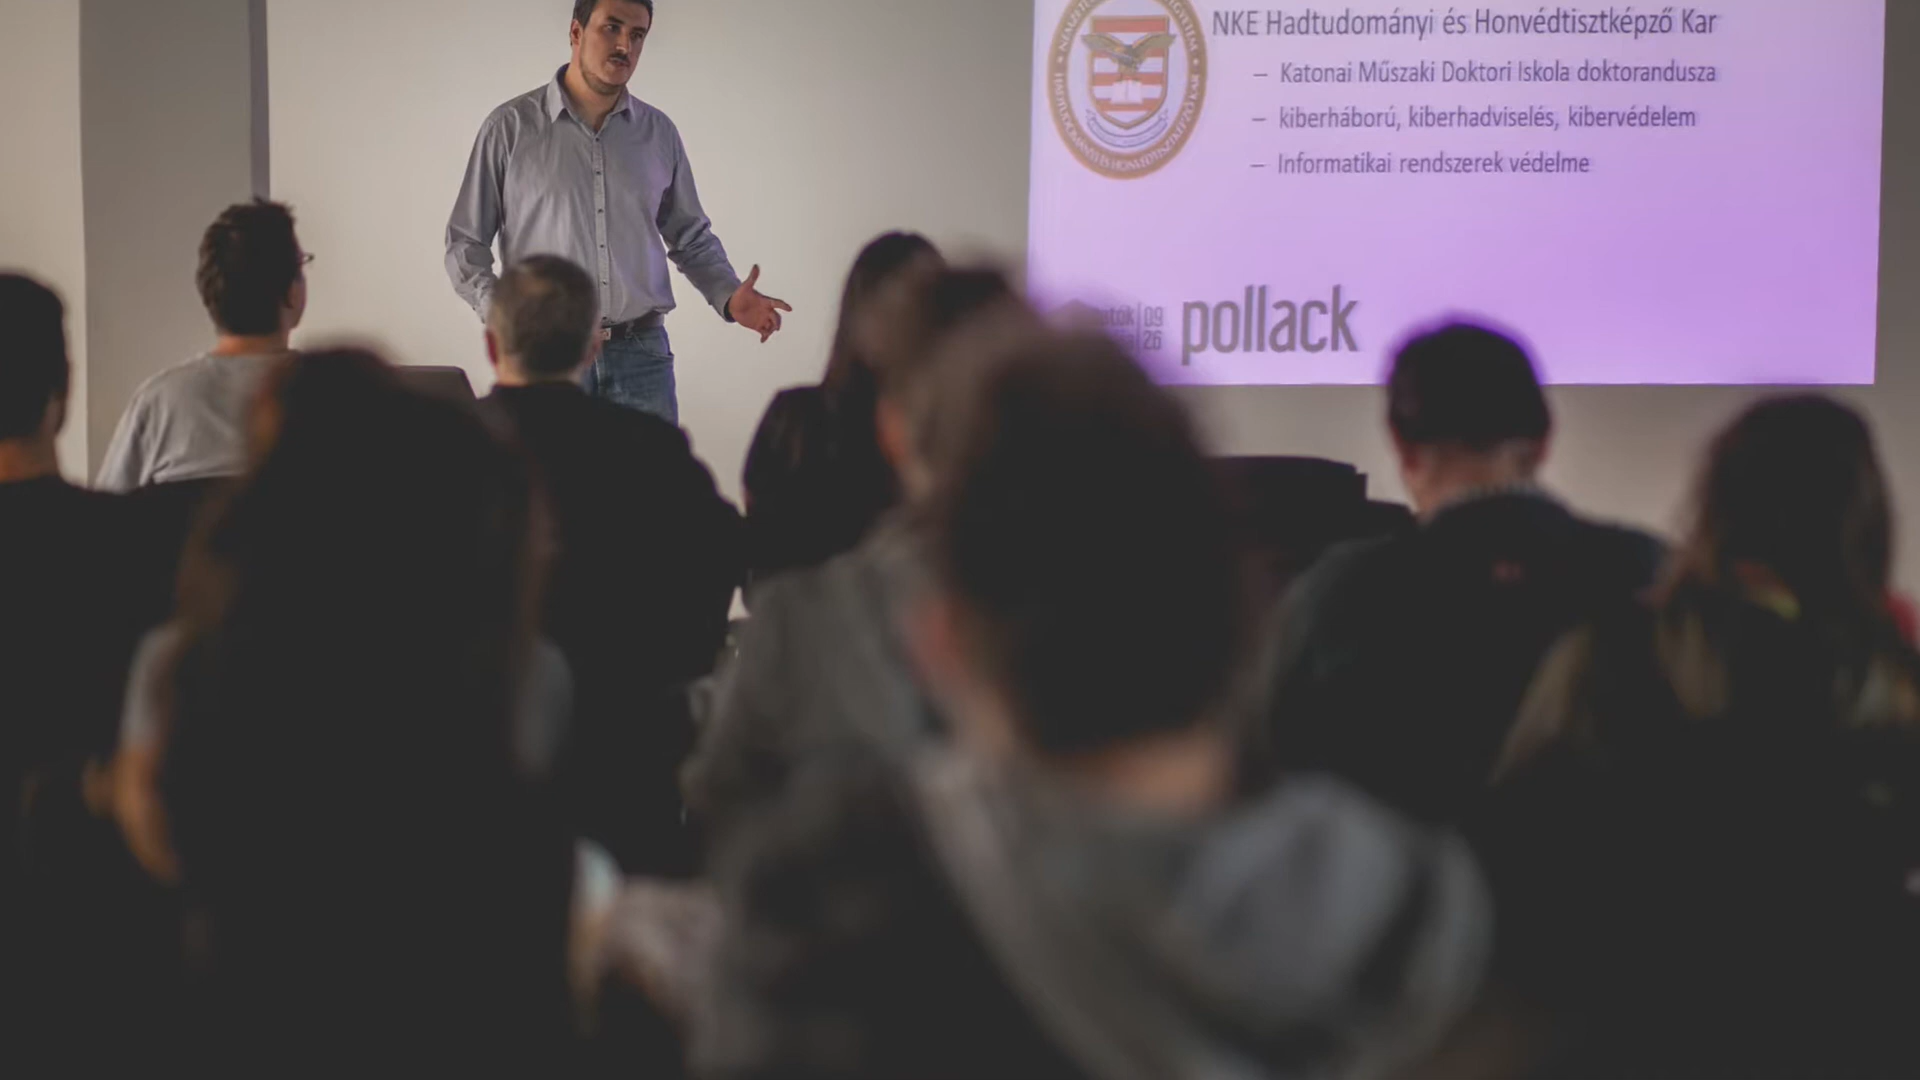 NKE Hadtudományi és Honvédtisztképző Kar
– Katonai Műszaki Doktori Iskola doktorandusza
– kiberháború, kiberhadviselés, kibervédelem
– Informatikai rendszerek védelme
09
26
pollack